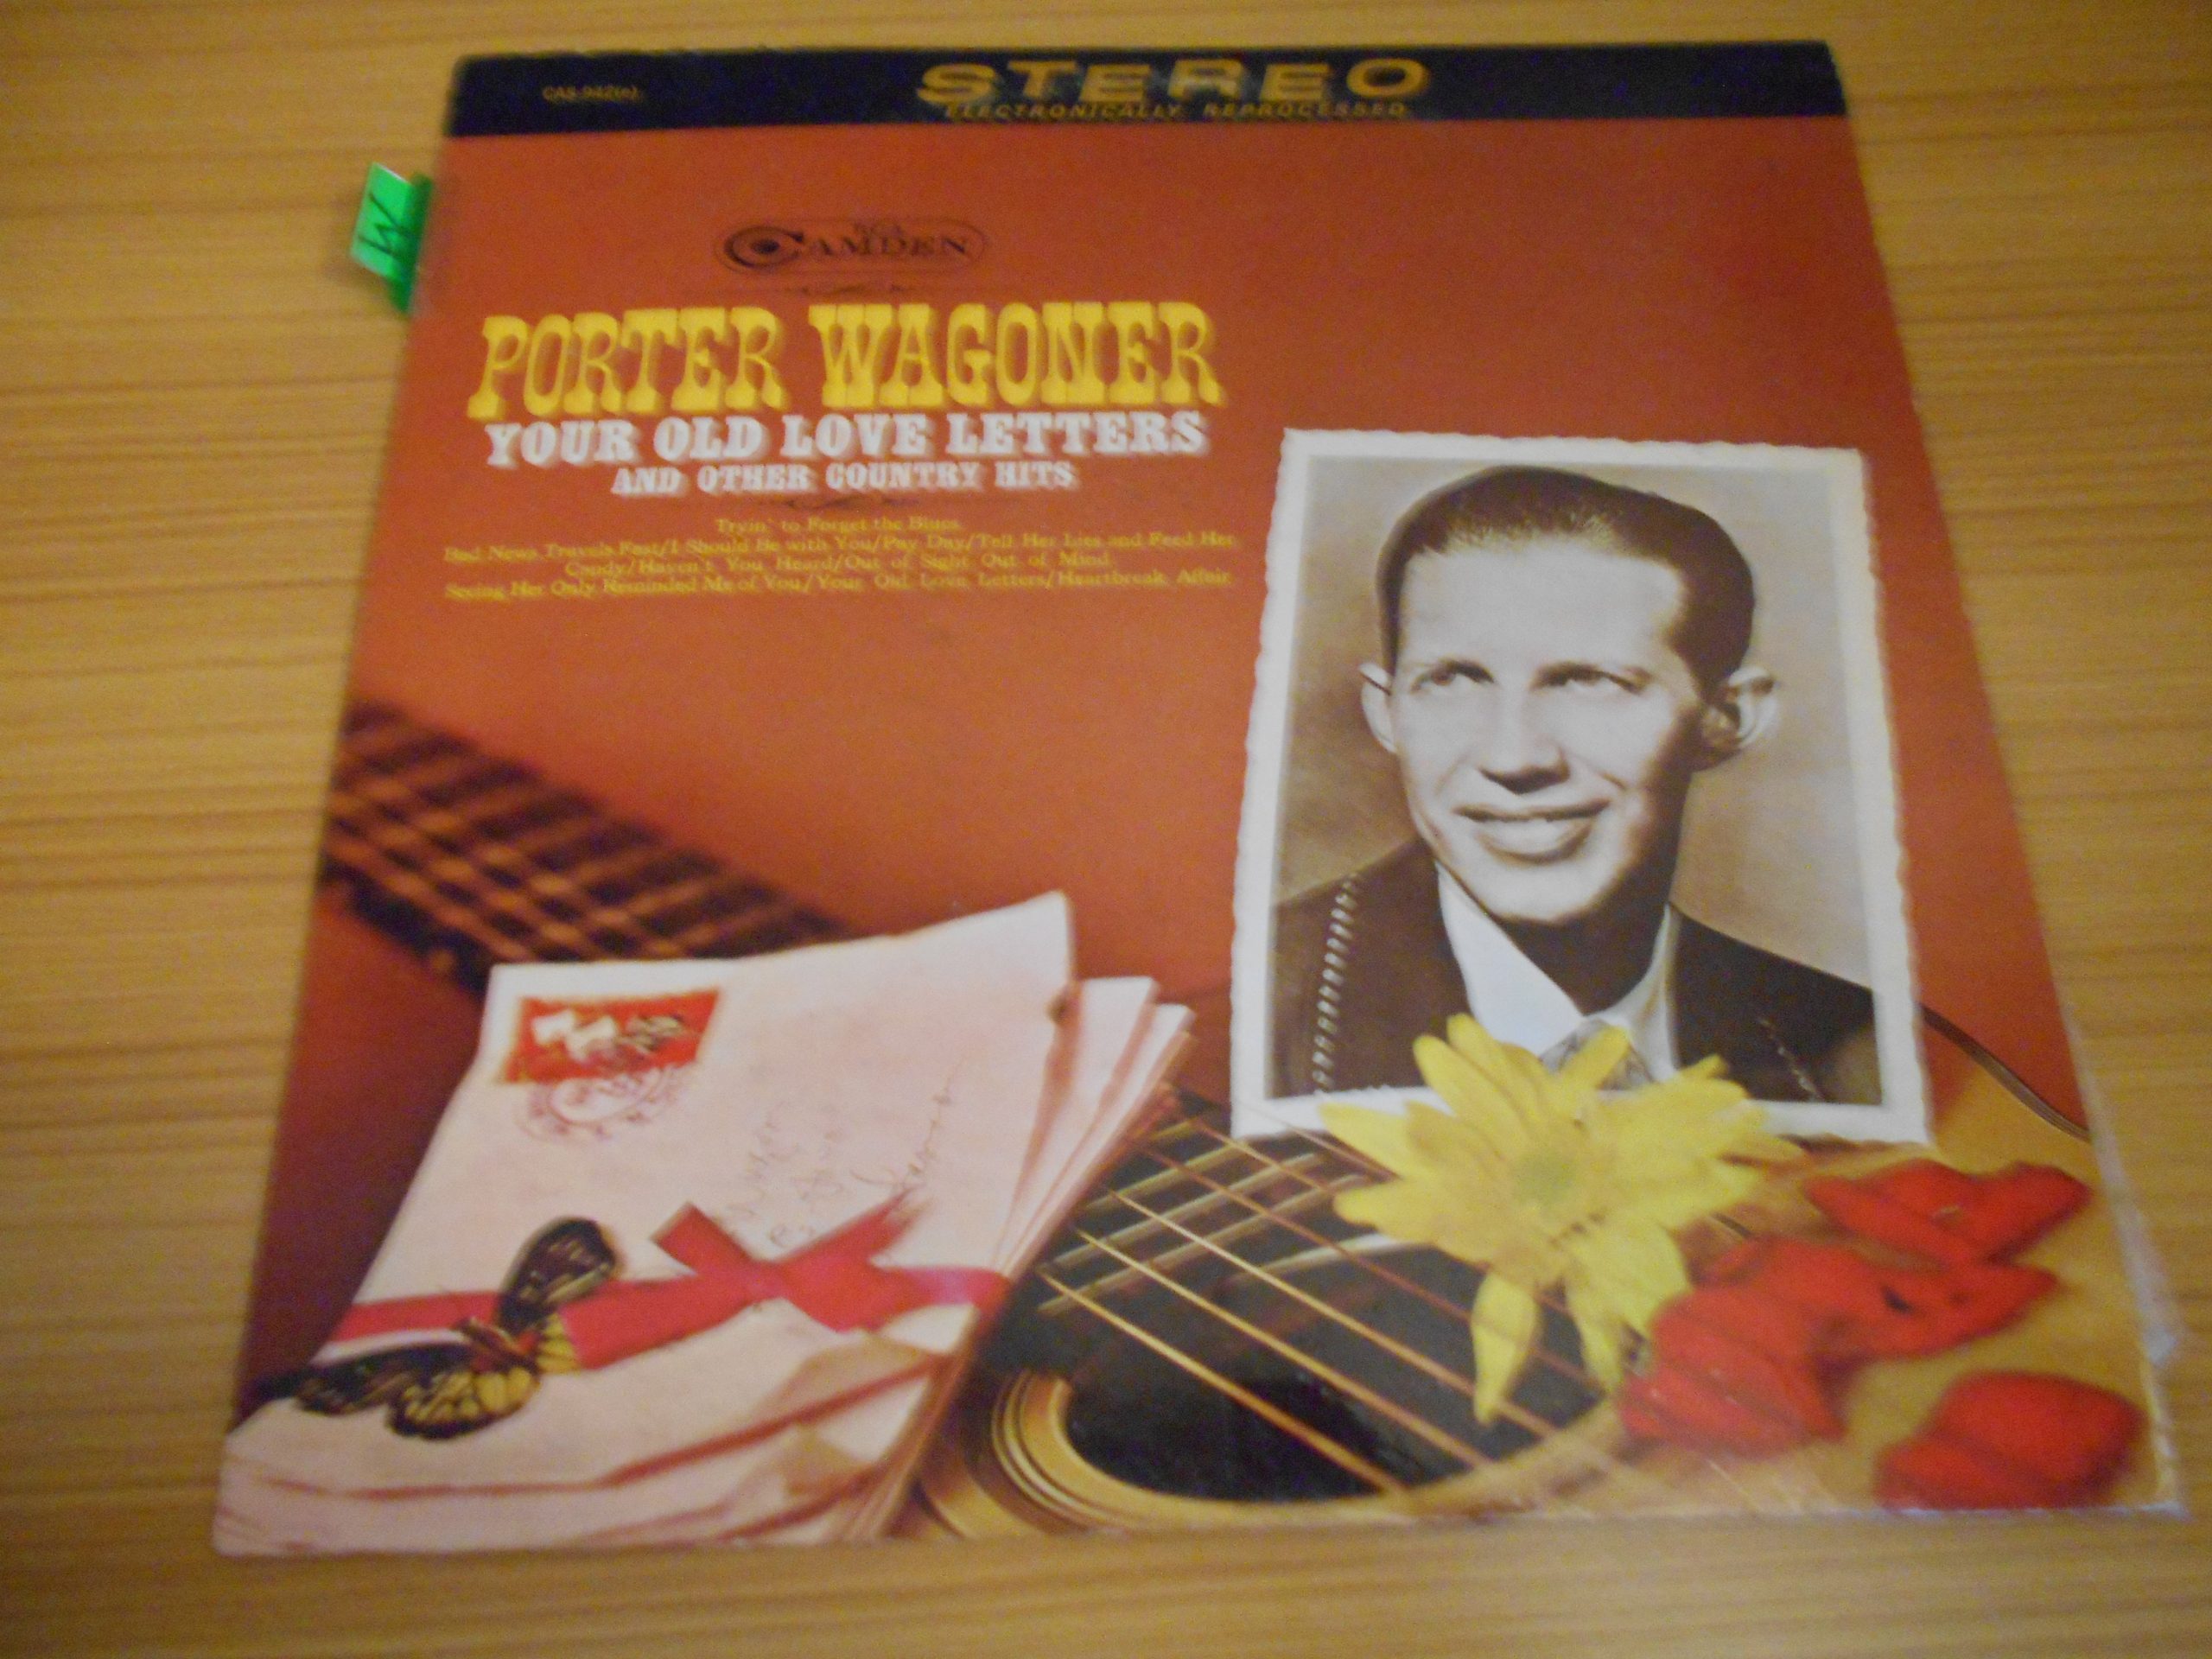 CAS-942(e)
STEREO
ELECTRONICALLY REPROCESSED
W
RCA
CAMDEN
PORTER WAGONER
YOUR OLD LOVE LETTERS
AND OTHER COUNTRY HITS
Tryin' to Forget the Blues
Bad News Travels Fast/I Should Be with You/Pay Day/Tell Her Lies and Feed Her
Candy/Haven't You Heard/Out of Sight Out of Mind
Seeing Her Only Reminded Me of You/Your Old Love Letters/Heartbreak Affair